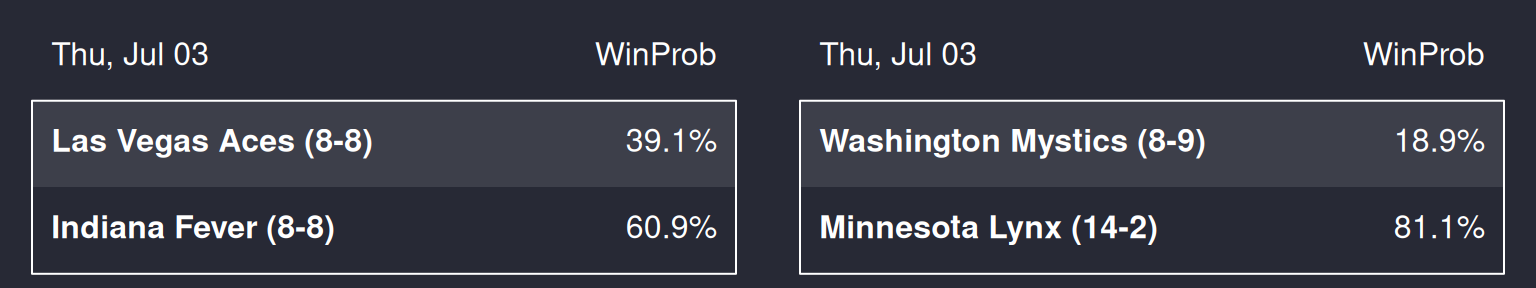 Thu, Jul 03 WinProb
Las Vegas Aces (8-8) 39.1%
Indiana Fever (8-8) 60.9%
Thu, Jul 03 WinProb
Washington Mystics (8-9) 18.9%
Minnesota Lynx (14-2) 81.1%